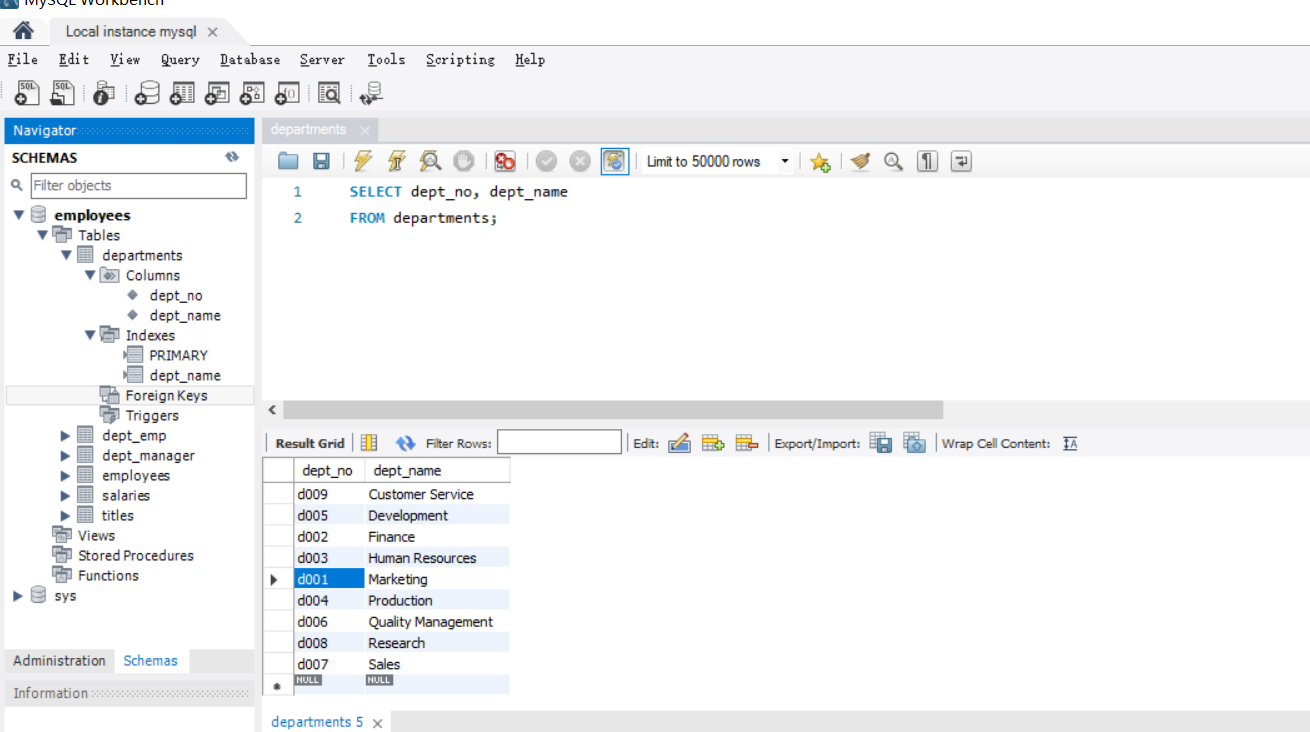 MySQL Workbench
Local instance mysql
File Edit View Query Database Server Tools Scripting Help
SQL SQL
Navigator
SCHEMAS
Filter objects
employees
Tables
departments
Columns
dept_no
dept_name
Indexes
PRIMARY
dept_name
Foreign Keys
Triggers
dept_emp
dept_manager
employees
salaries
titles
Views
Stored Procedures
Functions
sys
Administration Schemas
Information
departments
Limit to 50000 rows
1 SELECT dept_no, dept_name
2 FROM departments;
Result Grid Filter Rows: Edit: Export/Import: Wrap Cell Content: IA
dept_no dept_name
d009 Customer Service
d005 Development
d002 Finance
d003 Human Resources
d001 Marketing
d004 Production
d006 Quality Management
d008 Research
d007 Sales
NULL NULL
departments 5